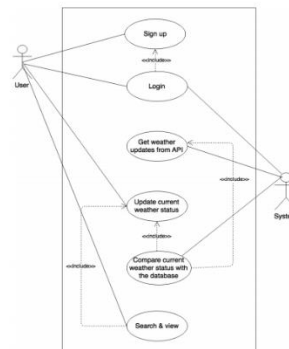 Sign up
<<include>>
User
Login
Get weather
updates from API
Update current
weather status
<<include>>
<<include>>
<<include>>
Compare current
weather status with
the database
Search & view